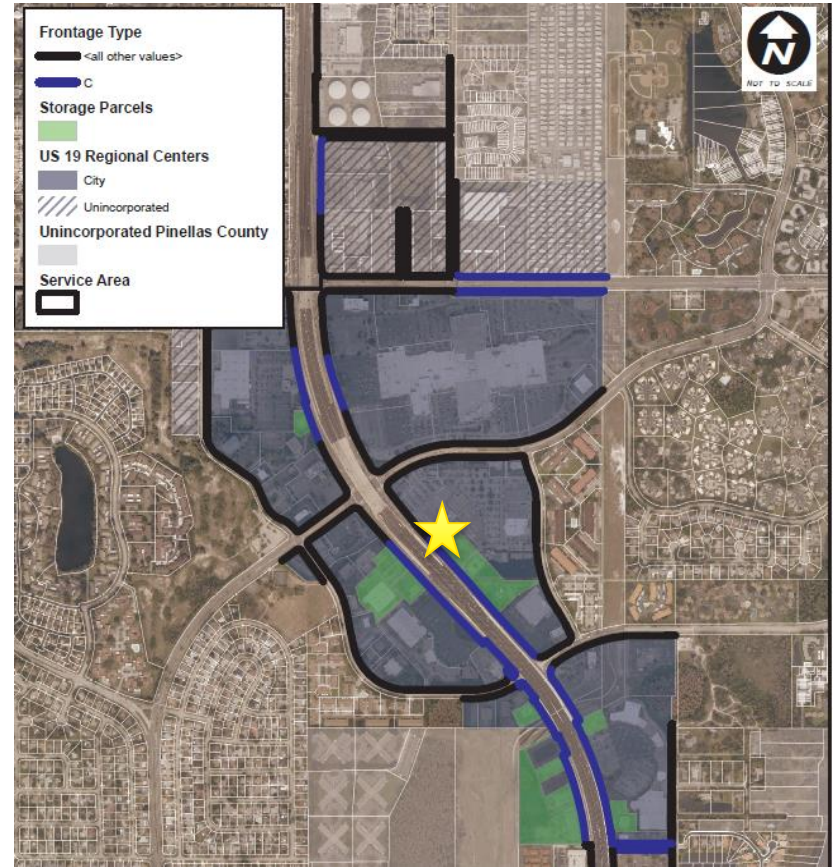 Frontage Type
<all other values>
C
Storage Parcels
US 19 Regional Centers
City
Unincorporated
Unincorporated Pinellas County
Service Area
N
NOT TO SCALE